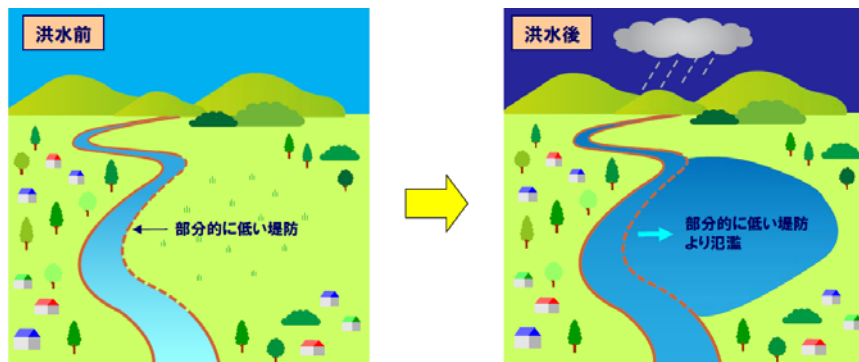 洪水前
部分的に低い堤防
洪水後
部分的に低い堤防
より氾濫